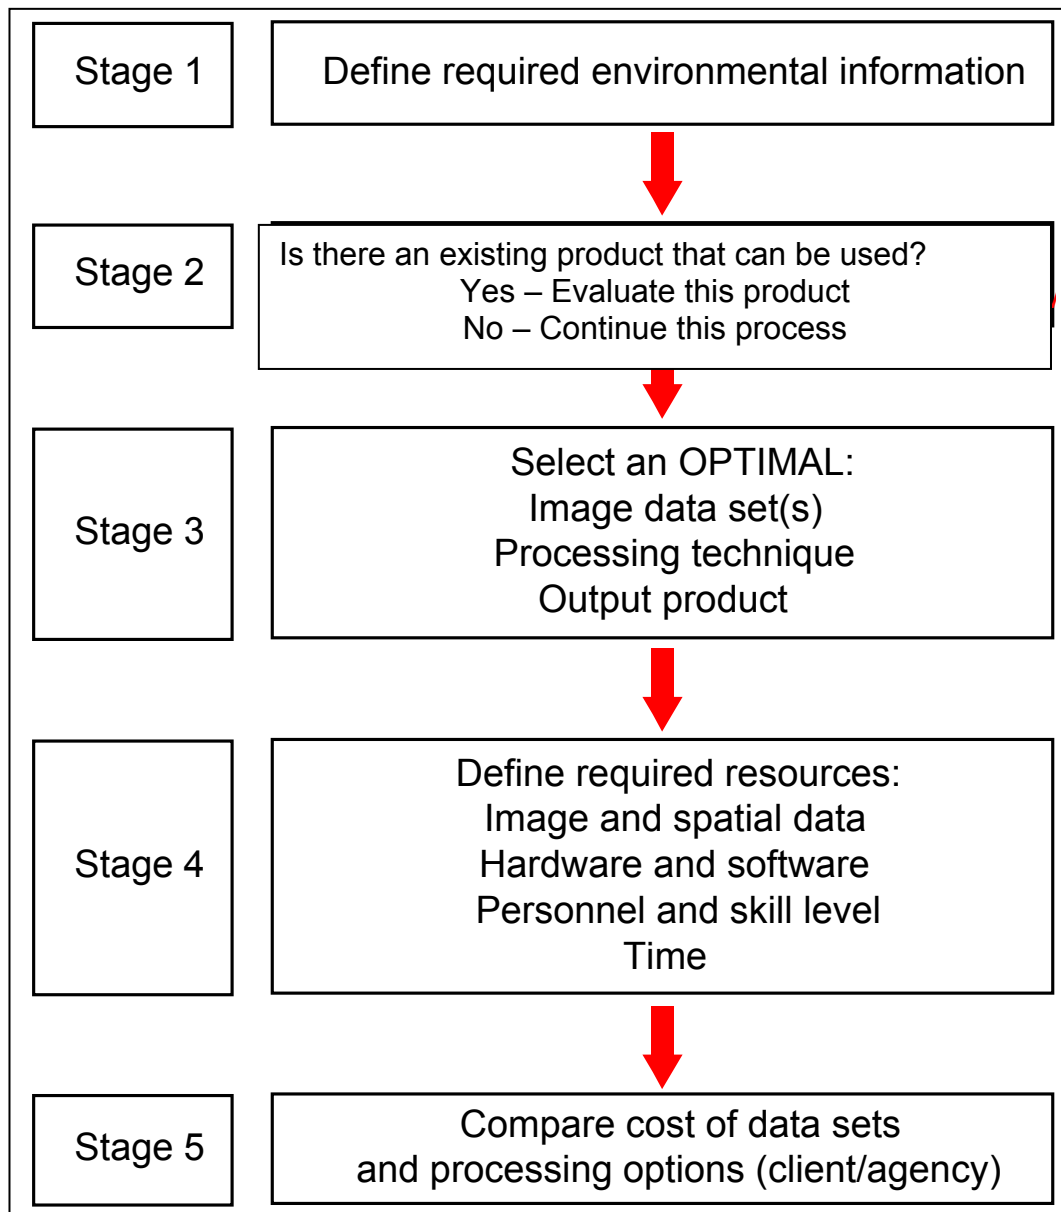 Stage 1
Define required environmental information
Stage 2
Is there an existing product that can be used?
Yes – Evaluate this product
No – Continue this process
Stage 3
Select an OPTIMAL:
Image data set(s)
Processing technique
Output product
Stage 4
Define required resources:
Image and spatial data
Hardware and software
Personnel and skill level
Time
Stage 5
Compare cost of data sets
and processing options (client/agency)